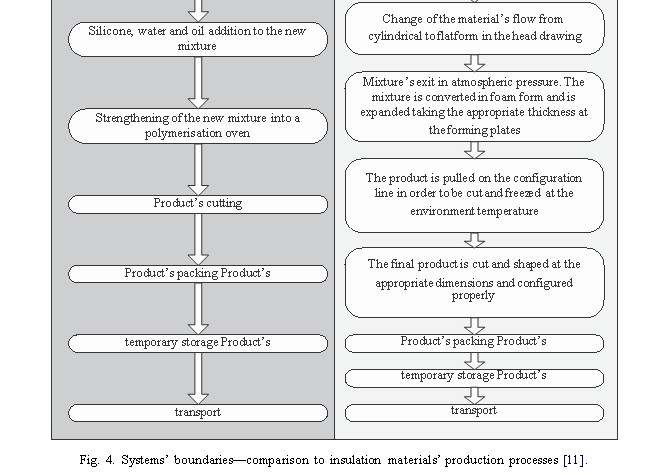 Silicone, water and oil addition to the new
mixture
Strengthening of the new mixture into a
polymerisation oven
Product's cutting
Product's packing Product's
temporary storage Product's
transport
Change of the material's flow from
cylindrical to flatform in the head drawing
Mixture's exit in atmospheric pressure. The
mixture is converted in foam form and is
expanded taking the appropriate thickness at
the forming plates
The product is pulled on the configuration
line in order to be cut and freezed at the
environment temperature
The final product is cut and shaped at the
appropriate dimensions and configured
properly
Product's packing Product's
temporary storage Product's
transport
Fig. 4. Systems' boundaries—comparison to insulation materials' production processes [11].